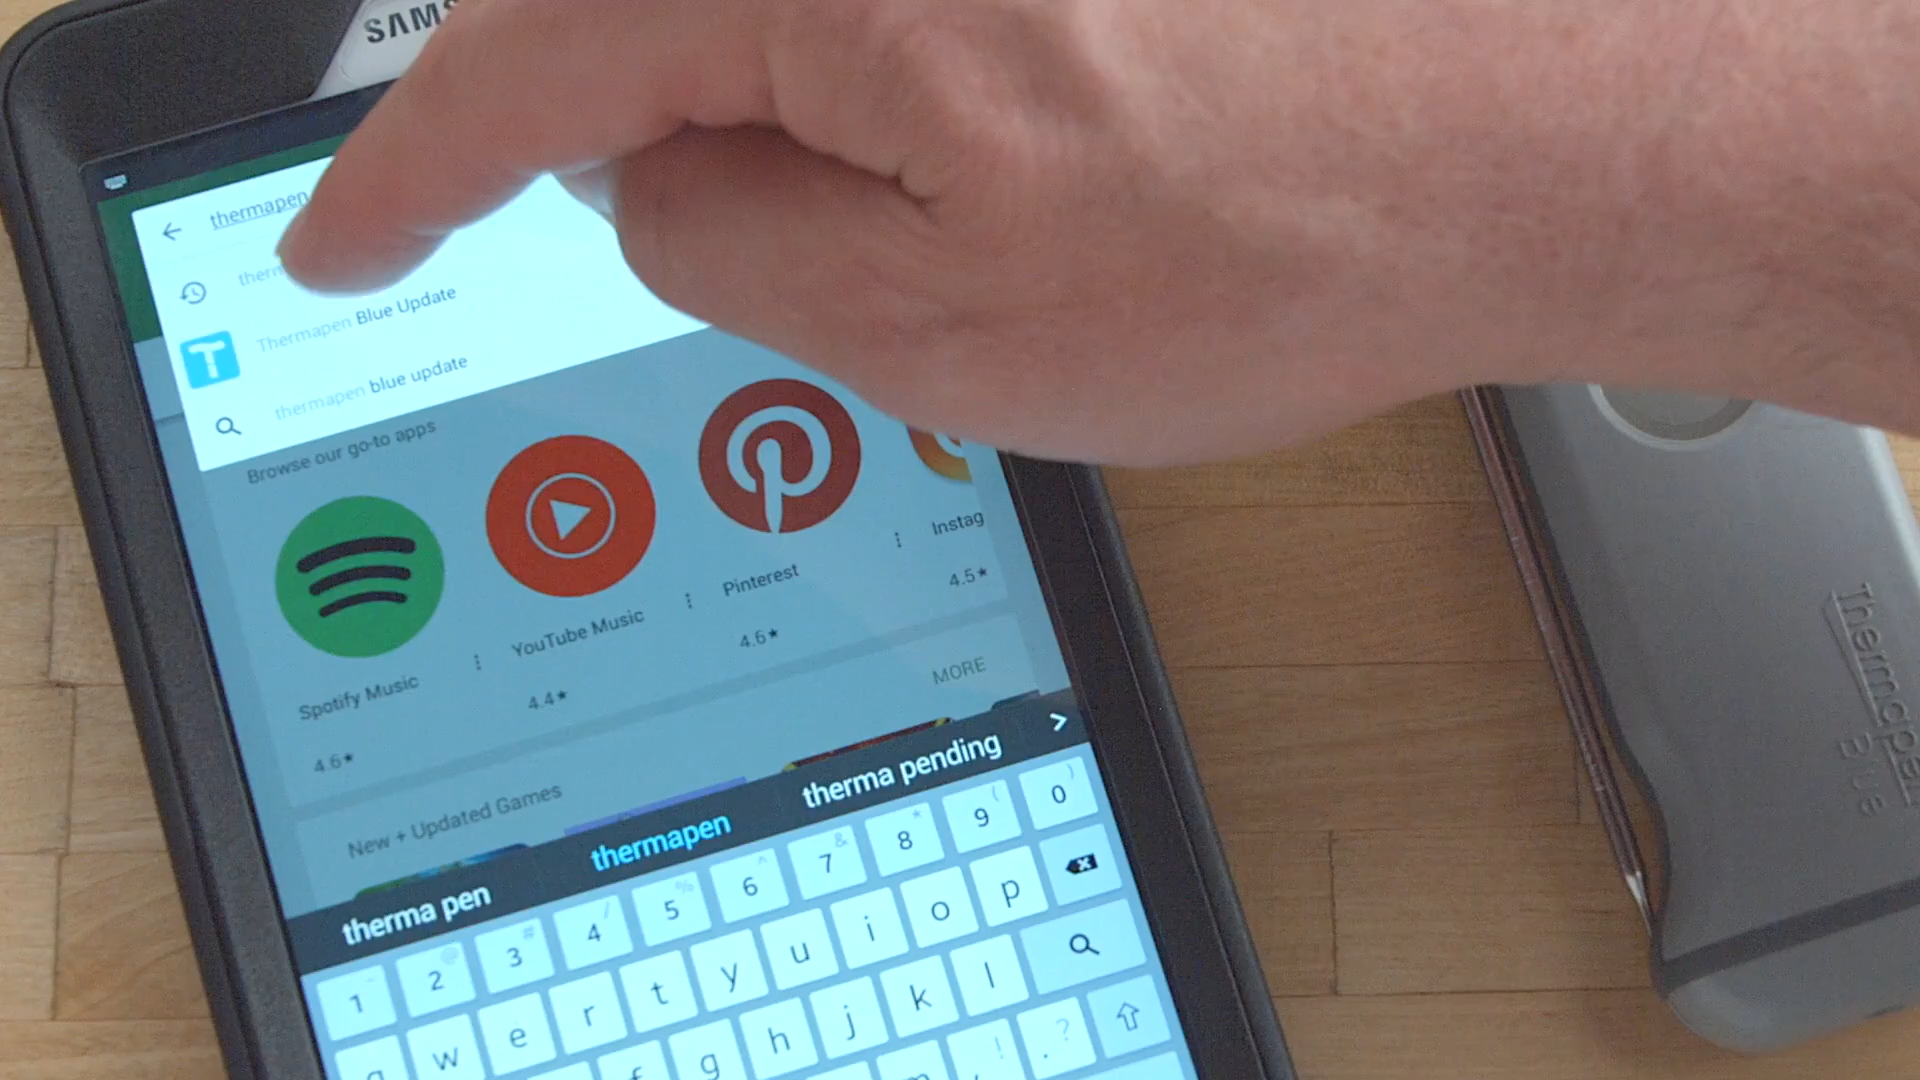 thermapen
Thermapen Blue Update
thermapen blue update
Browse our go-to apps
Spotify Music
4.6★
YouTube Music
4.4★
Pinterest
4.6★
4.5★
MORE
New + Updated Games
therma pen
thermapen
therma pending
1 2 3 4 5 6 7 8 9 0
w e r t y u i o p
g h j k l
Thermapen
Blue